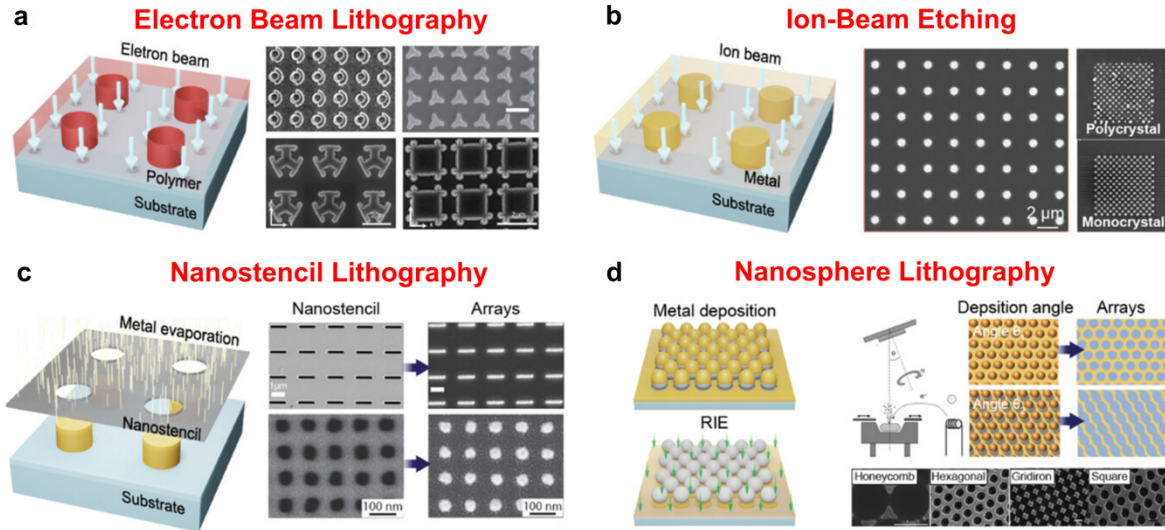 a
Electron Beam Lithography
Eletron beam
Polymer
Substrate
b
Ion-Beam Etching
Ion beam
Metal
Substrate
2 μm
Polycrystal
Monocrystal
c
Nanostencil Lithography
Metal evaporation
Nanostencil
Substrate
Nanostencil
Arrays
1μm
100 nm
100 nm
d
Nanosphere Lithography
Metal deposition
RIE
Depsition angle
Arrays
Angle θ
Angle θ
Honeycomb
Hexagonal
Gridiron
Square